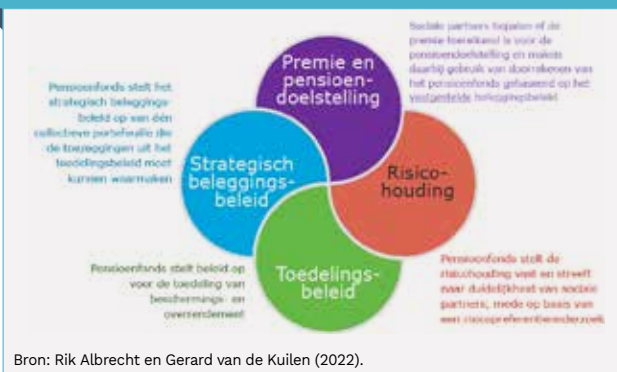 Premie en
pensioen-
doelstelling
Sociale partners bepalen of de
premie toereikend is voor de
pensioendoelstelling en maken
daarbij gebruik van doorrekenen van
het pensioenfonds gebaseerd op het
vastgestelde beleggingsbeleid
Pensioenfonds stelt het
strategisch beleggings-
beleid op van één
collectieve portefeuille die
de toezeggingen uit het
toedelingsbeleid moet
kunnen waarmaken
Strategisch
beleggings-
beleid
Risico-
houding
Pensioenfonds stelt beleid op
voor de toedeling van
beschermings- en
overrendement
Toedelings-
beleid
Pensioenfonds stelt de
risicohouding vast en streeft
naar duidelijkheid van sociale
partners, mede op basis van
een risicopreferentieonderzoek
Bron: Rik Albrecht en Gerard van de Kuilen (2022).